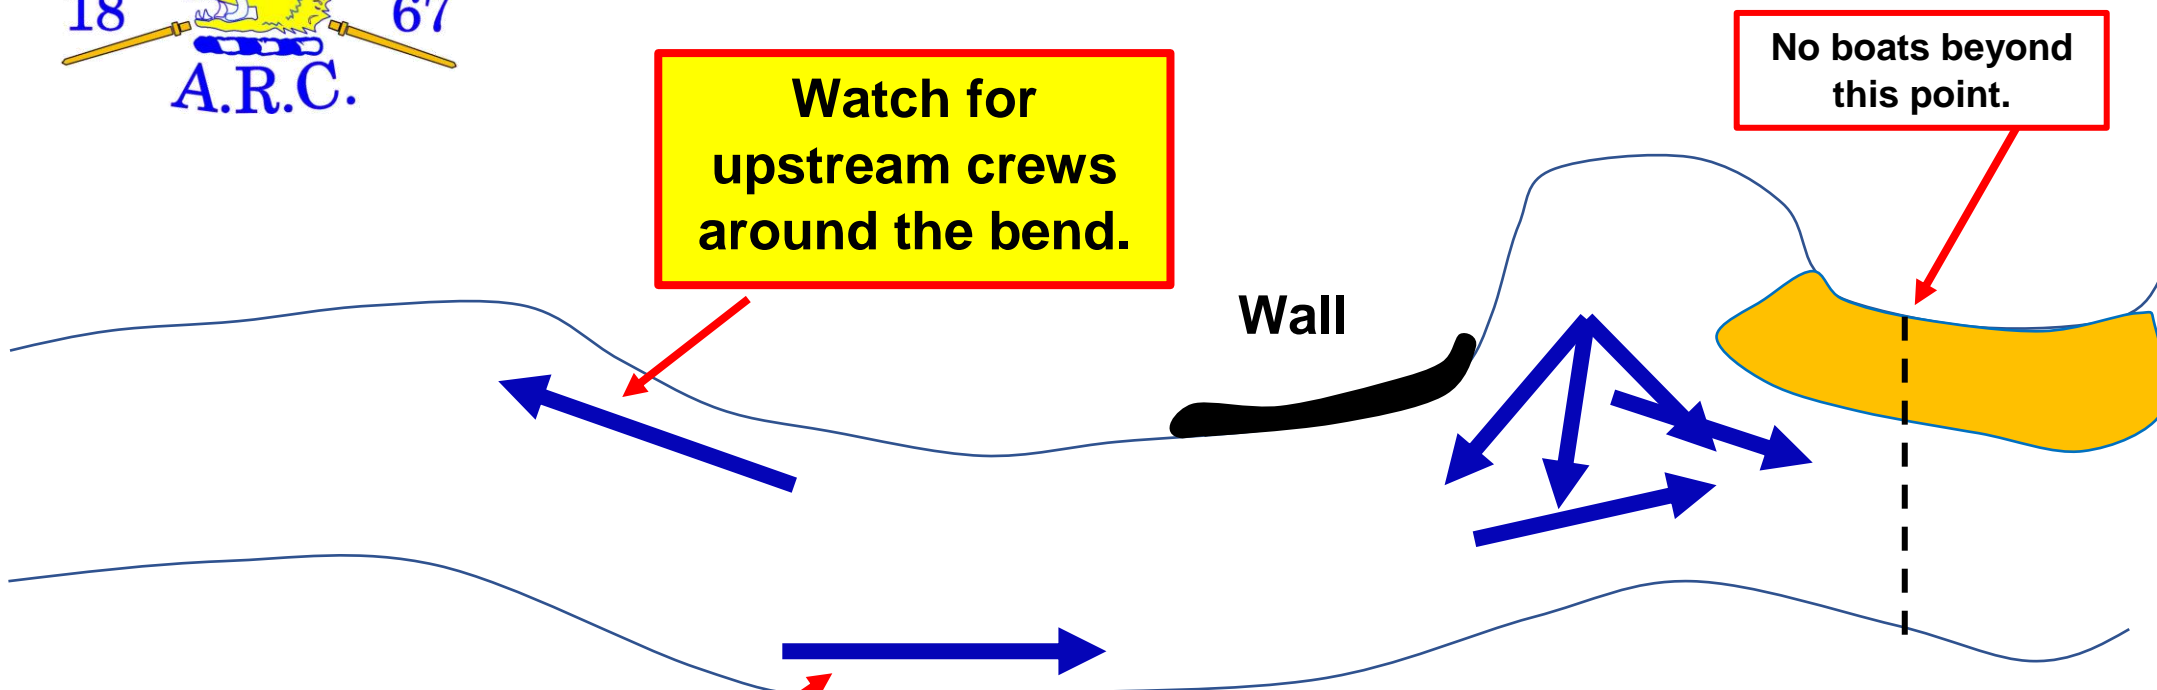 18 67
A.R.C.
Watch for
upstream crews
around the bend.
No boats beyond
this point.
Wall